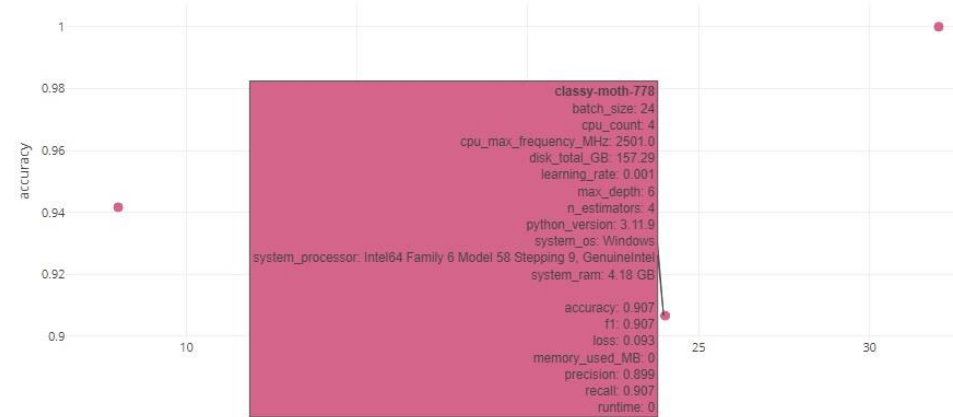 1
0.98
0.96
0.94
0.92
0.9
accuracy
classy-moth-778
batch_size: 24
cpu_count: 4
cpu_max_frequency_MHz: 2501.0
disk_total_GB: 157.29
learning_rate: 0.001
max_depth: 6
n_estimators: 4
python_version: 3.11.9
system_os: Windows
system_processor: Intel64 Family 6 Model 58 Stepping 9, GenuineIntel
system_ram: 4.18 GB
accuracy: 0.907
f1: 0.907
loss: 0.093
memory_used_MB: 0
precision: 0.899
recall: 0.907
runtime: 0
10
25
30